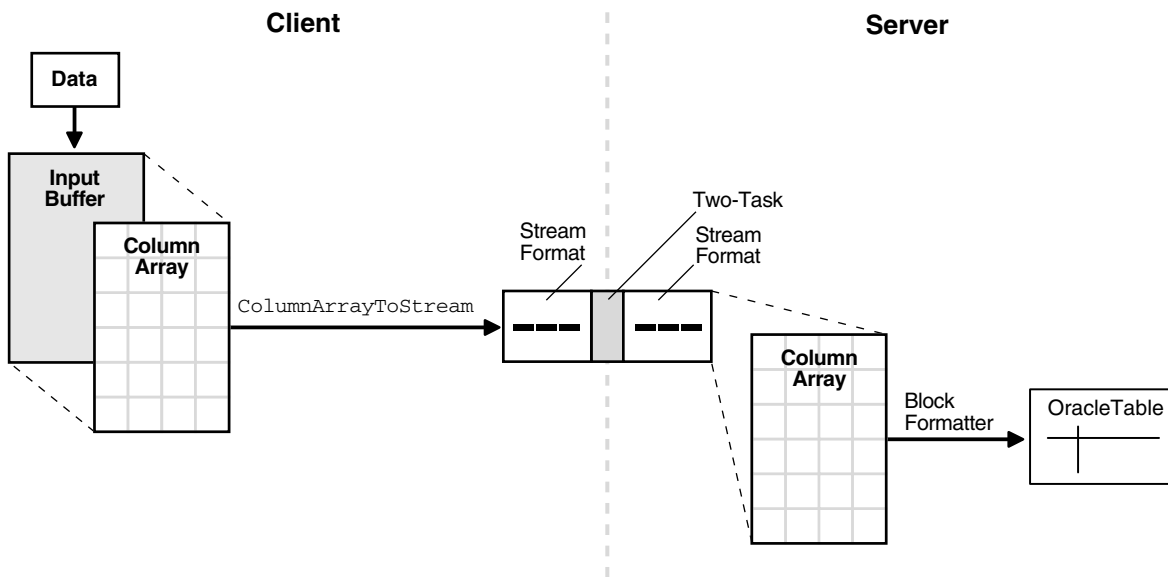 Client
Server
Data
Input
Buffer
Column
Array
ColumnArrayToStream
Stream
Format
Two-Task
Stream
Format
Column
Array
Block
Formatter
OracleTable